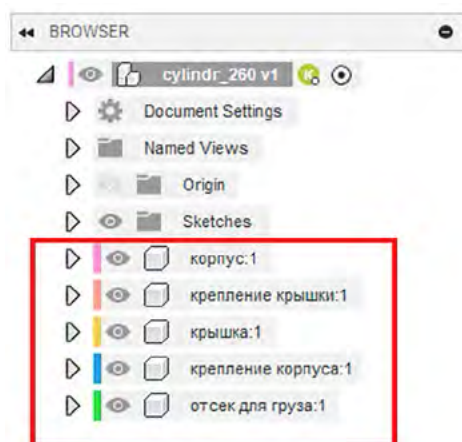 BROWSER
cylindr_260 v1
Document Settings
Named Views
Origin
Sketches
корпус:1
крепление крышки:1
крышка:1
крепление корпуса:1
отсек для груза:1